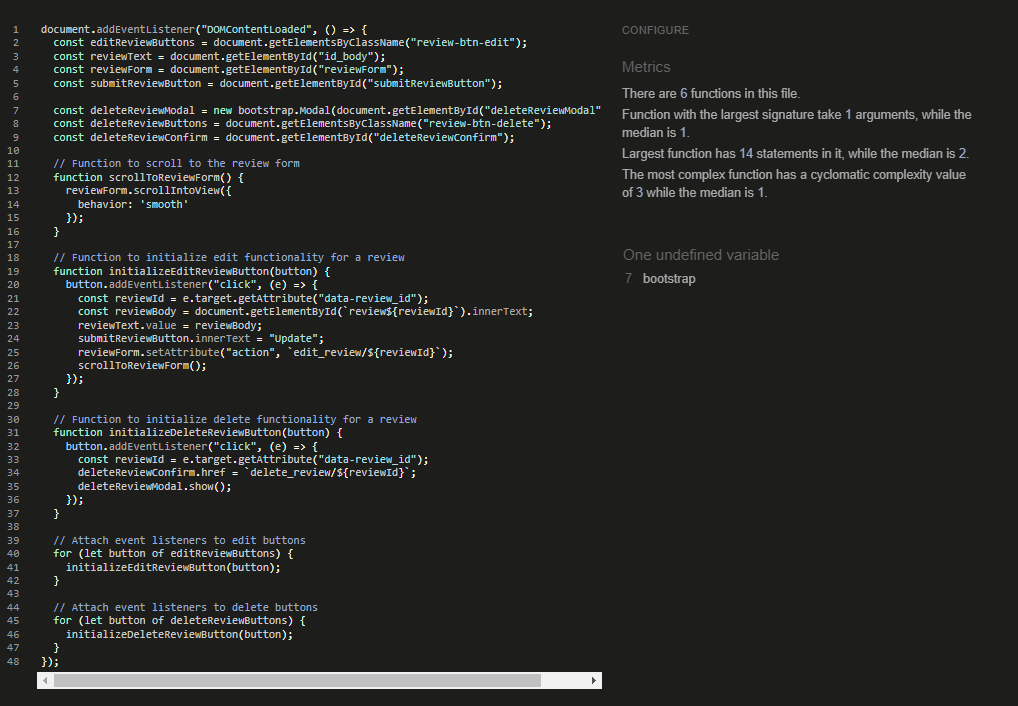 1 document.addEventListener("DOMContentLoaded", () => {
2   const editReviewButtons = document.getElementsByClassName("review-btn-edit");
3   const reviewText = document.getElementById("id_body");
4   const reviewForm = document.getElementById("reviewForm");
5   const submitReviewButton = document.getElementById("submitReviewButton");
6
7   const deleteReviewModal = new bootstrap.Modal(document.getElementById("deleteReviewModal"
8   const deleteReviewButtons = document.getElementsByClassName("review-btn-delete");
9   const deleteReviewConfirm = document.getElementById("deleteReviewConfirm");
10
11   // Function to scroll to the review form
12   function scrollToReviewForm() {
13     reviewForm.scrollIntoView({
14       behavior: 'smooth'
15     });
16   }
17
18   // Function to initialize edit functionality for a review
19   function initializeEditReviewButton(button) {
20     button.addEventListener("click", (e) => {
21       const reviewId = e.target.getAttribute("data-review_id");
22       const reviewBody = document.getElementById(`review${reviewId}`).innerText;
23       reviewText.value = reviewBody;
24       submitReviewButton.innerText = "Update";
25       reviewForm.setAttribute("action", `edit_review/${reviewId}`);
26       scrollToReviewForm();
27     });
28   }
29
30   // Function to initialize delete functionality for a review
31   function initializeDeleteReviewButton(button) {
32     button.addEventListener("click", (e) => {
33       const reviewId = e.target.getAttribute("data-review_id");
34       deleteReviewConfirm.href = `delete_review/${reviewId}`;
35       deleteReviewModal.show();
36     });
37   }
38
39   // Attach event listeners to edit buttons
40   for (let button of editReviewButtons) {
41     initializeEditReviewButton(button);
42   }
43
44   // Attach event listeners to delete buttons
45   for (let button of deleteReviewButtons) {
46     initializeDeleteReviewButton(button);
47   }
48 });
CONFIGURE
Metrics
There are 6 functions in this file.
Function with the largest signature take 1 arguments, while the
median is 1.
Largest function has 14 statements in it, while the median is 2.
The most complex function has a cyclomatic complexity value
of 3 while the median is 1.
One undefined variable
7 bootstrap